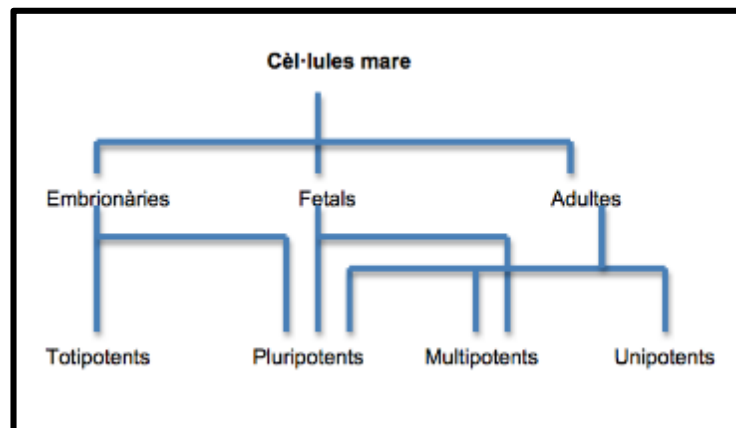 Cèl·lules mare
Embrionàries Fetals Adultes
Totipotents Pluripotents Multipotents Unipotents